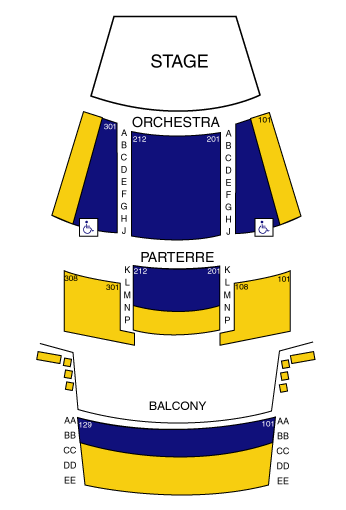 STAGE
ORCHESTRA
301 101
A A
212 201
B B
C C
D D
E E
F F
G G
H H
J J
PARTERRE
K 212 201 K
308 101
L L
301 108
M M
N N
P P
BALCONY
AA 129 101 AA
BB BB
CC CC
DD DD
EE EE